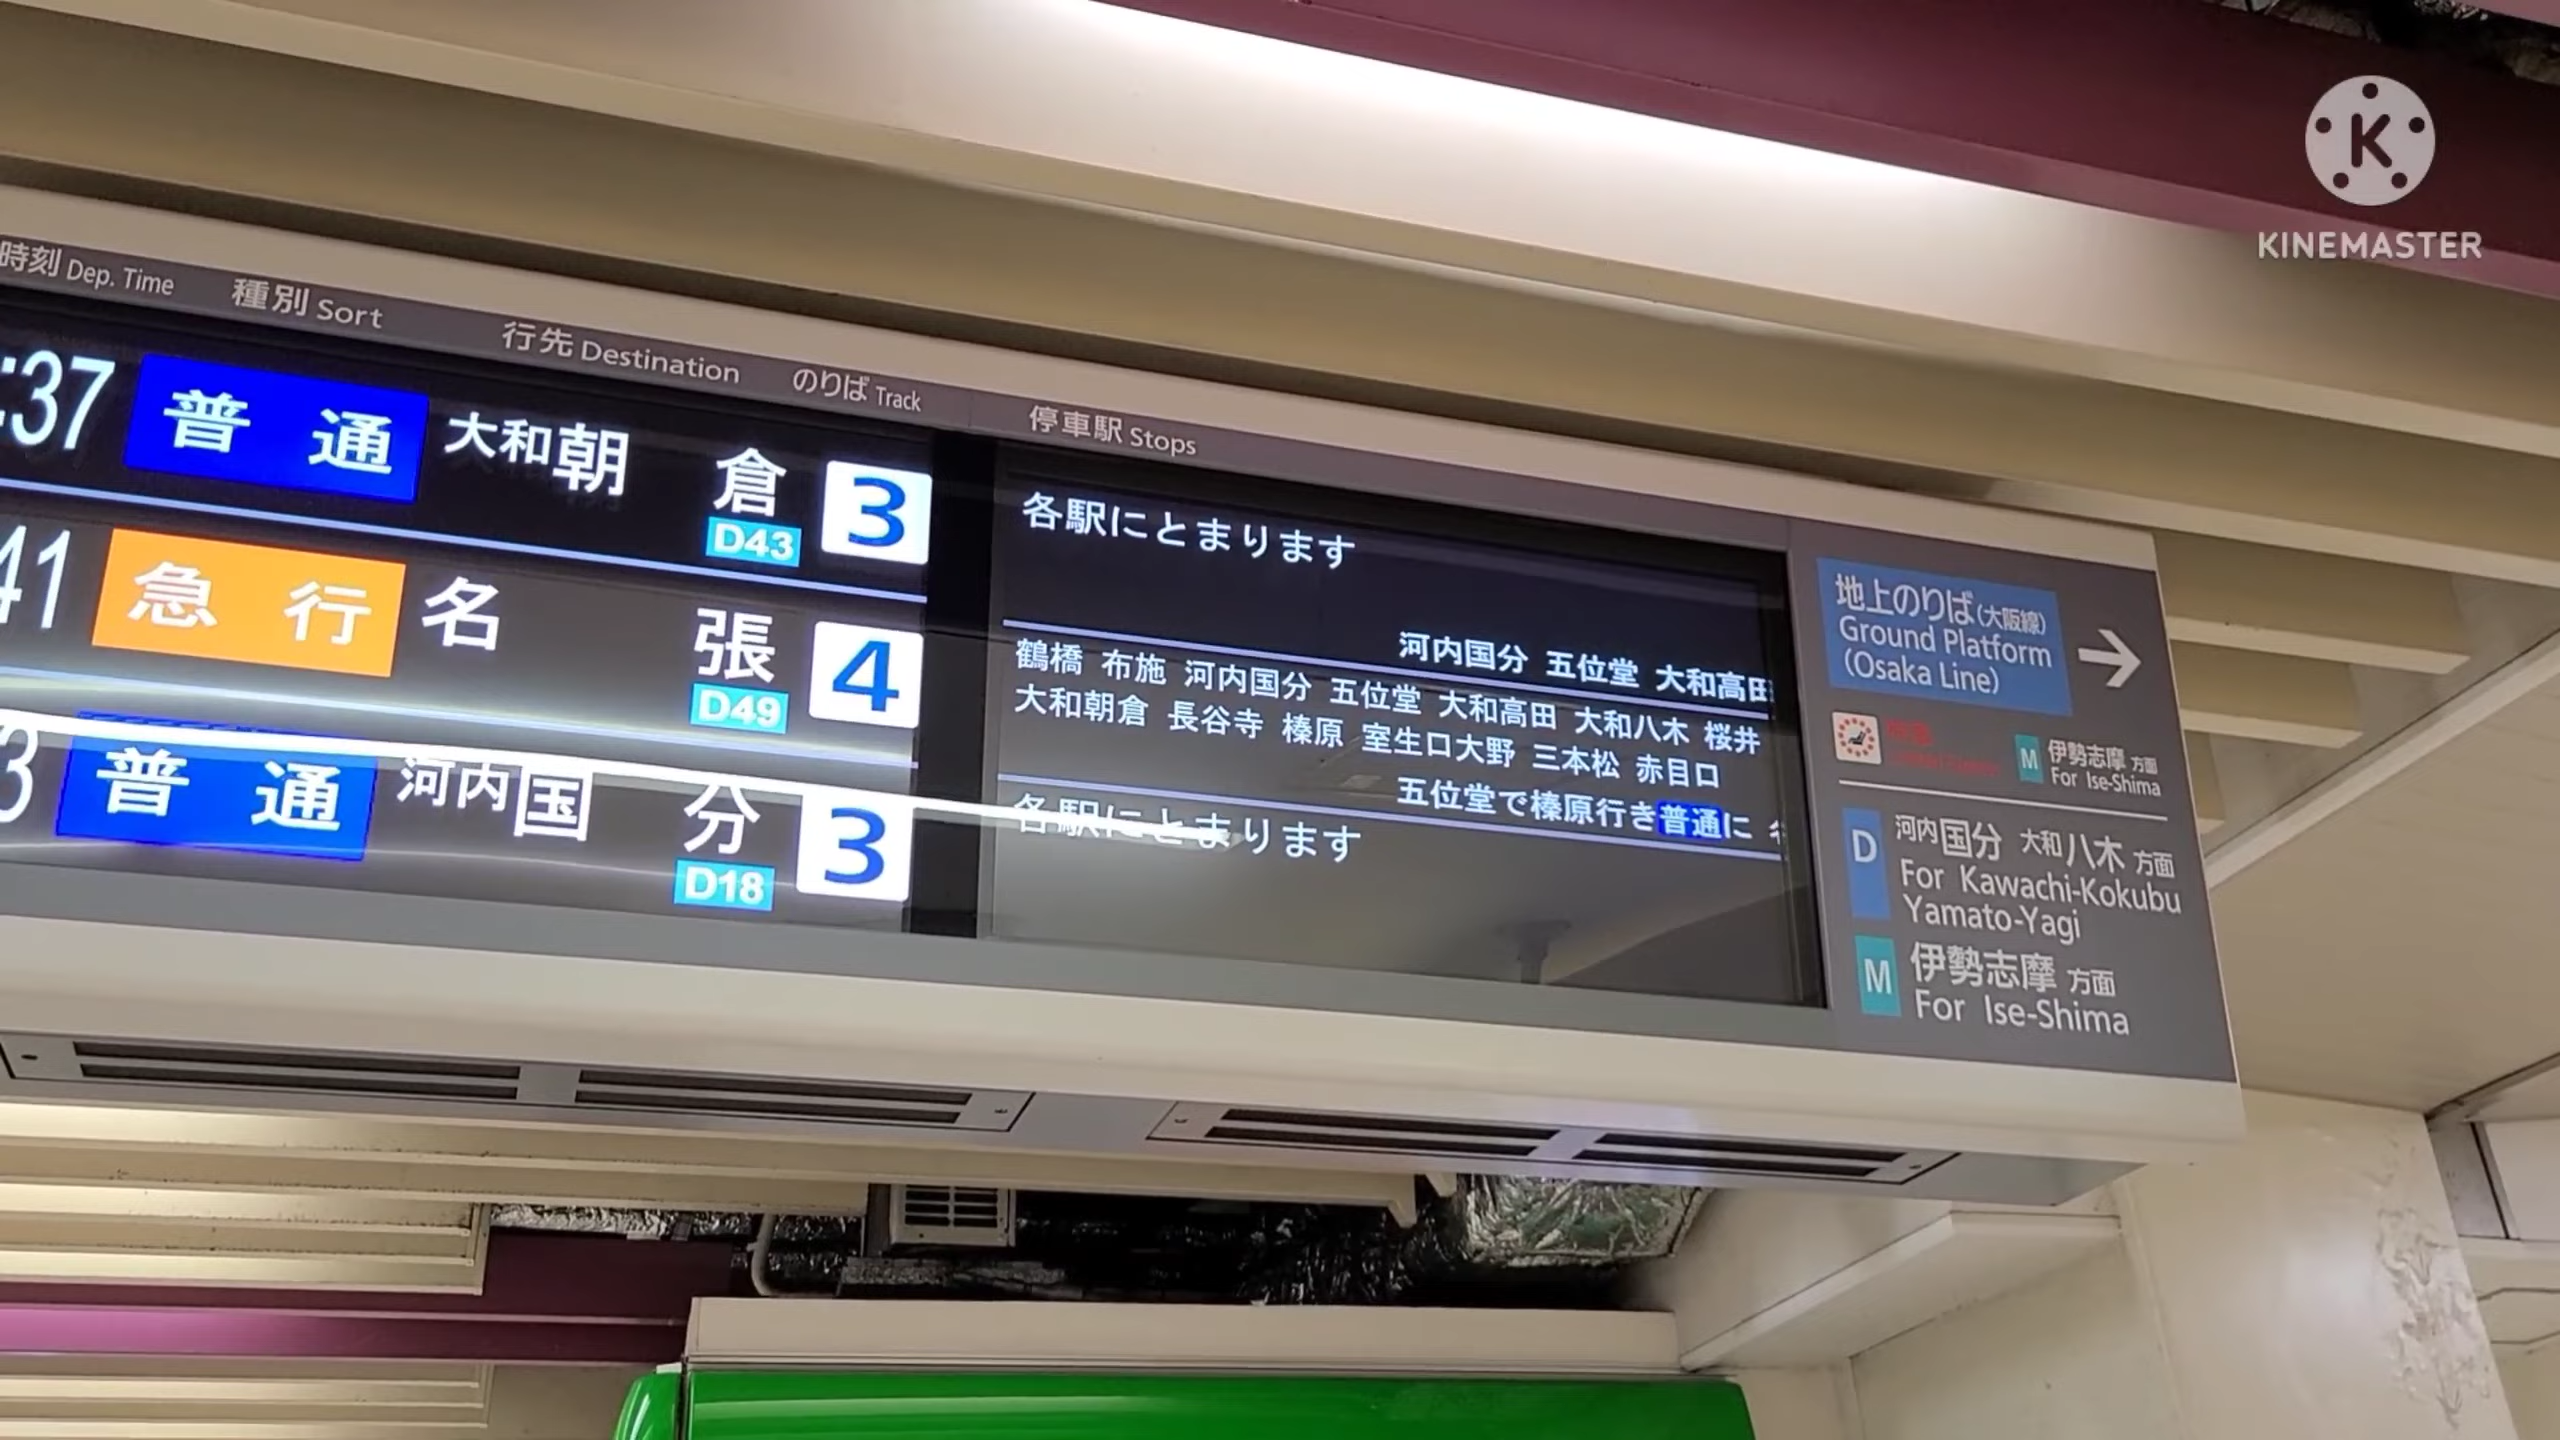 K
KINEMASTER
時刻 Dep. Time 種別 Sort 行先 Destination のりば Track 停車駅 Stops
:37 普通 大和朝倉 D43 3 各駅にとまります
41 急行 名張 D49 4
河内国分 五位堂 大和高田
鶴橋 布施 河内国分 五位堂 大和高田 大和八木 桜井
大和朝倉 長谷寺 榛原 室生口大野 三本松 赤目口
五位堂で榛原行き普通に
3 普通 河内国分 D18 3 各駅にとまります
地上のりば(大阪線)
Ground Platform
(Osaka Line)
→
M 伊勢志摩 方面
For Ise-Shima
D 河内国分 大和八木 方面
For Kawachi-Kokubu
Yamato-Yagi
M 伊勢志摩 方面
For Ise-Shima